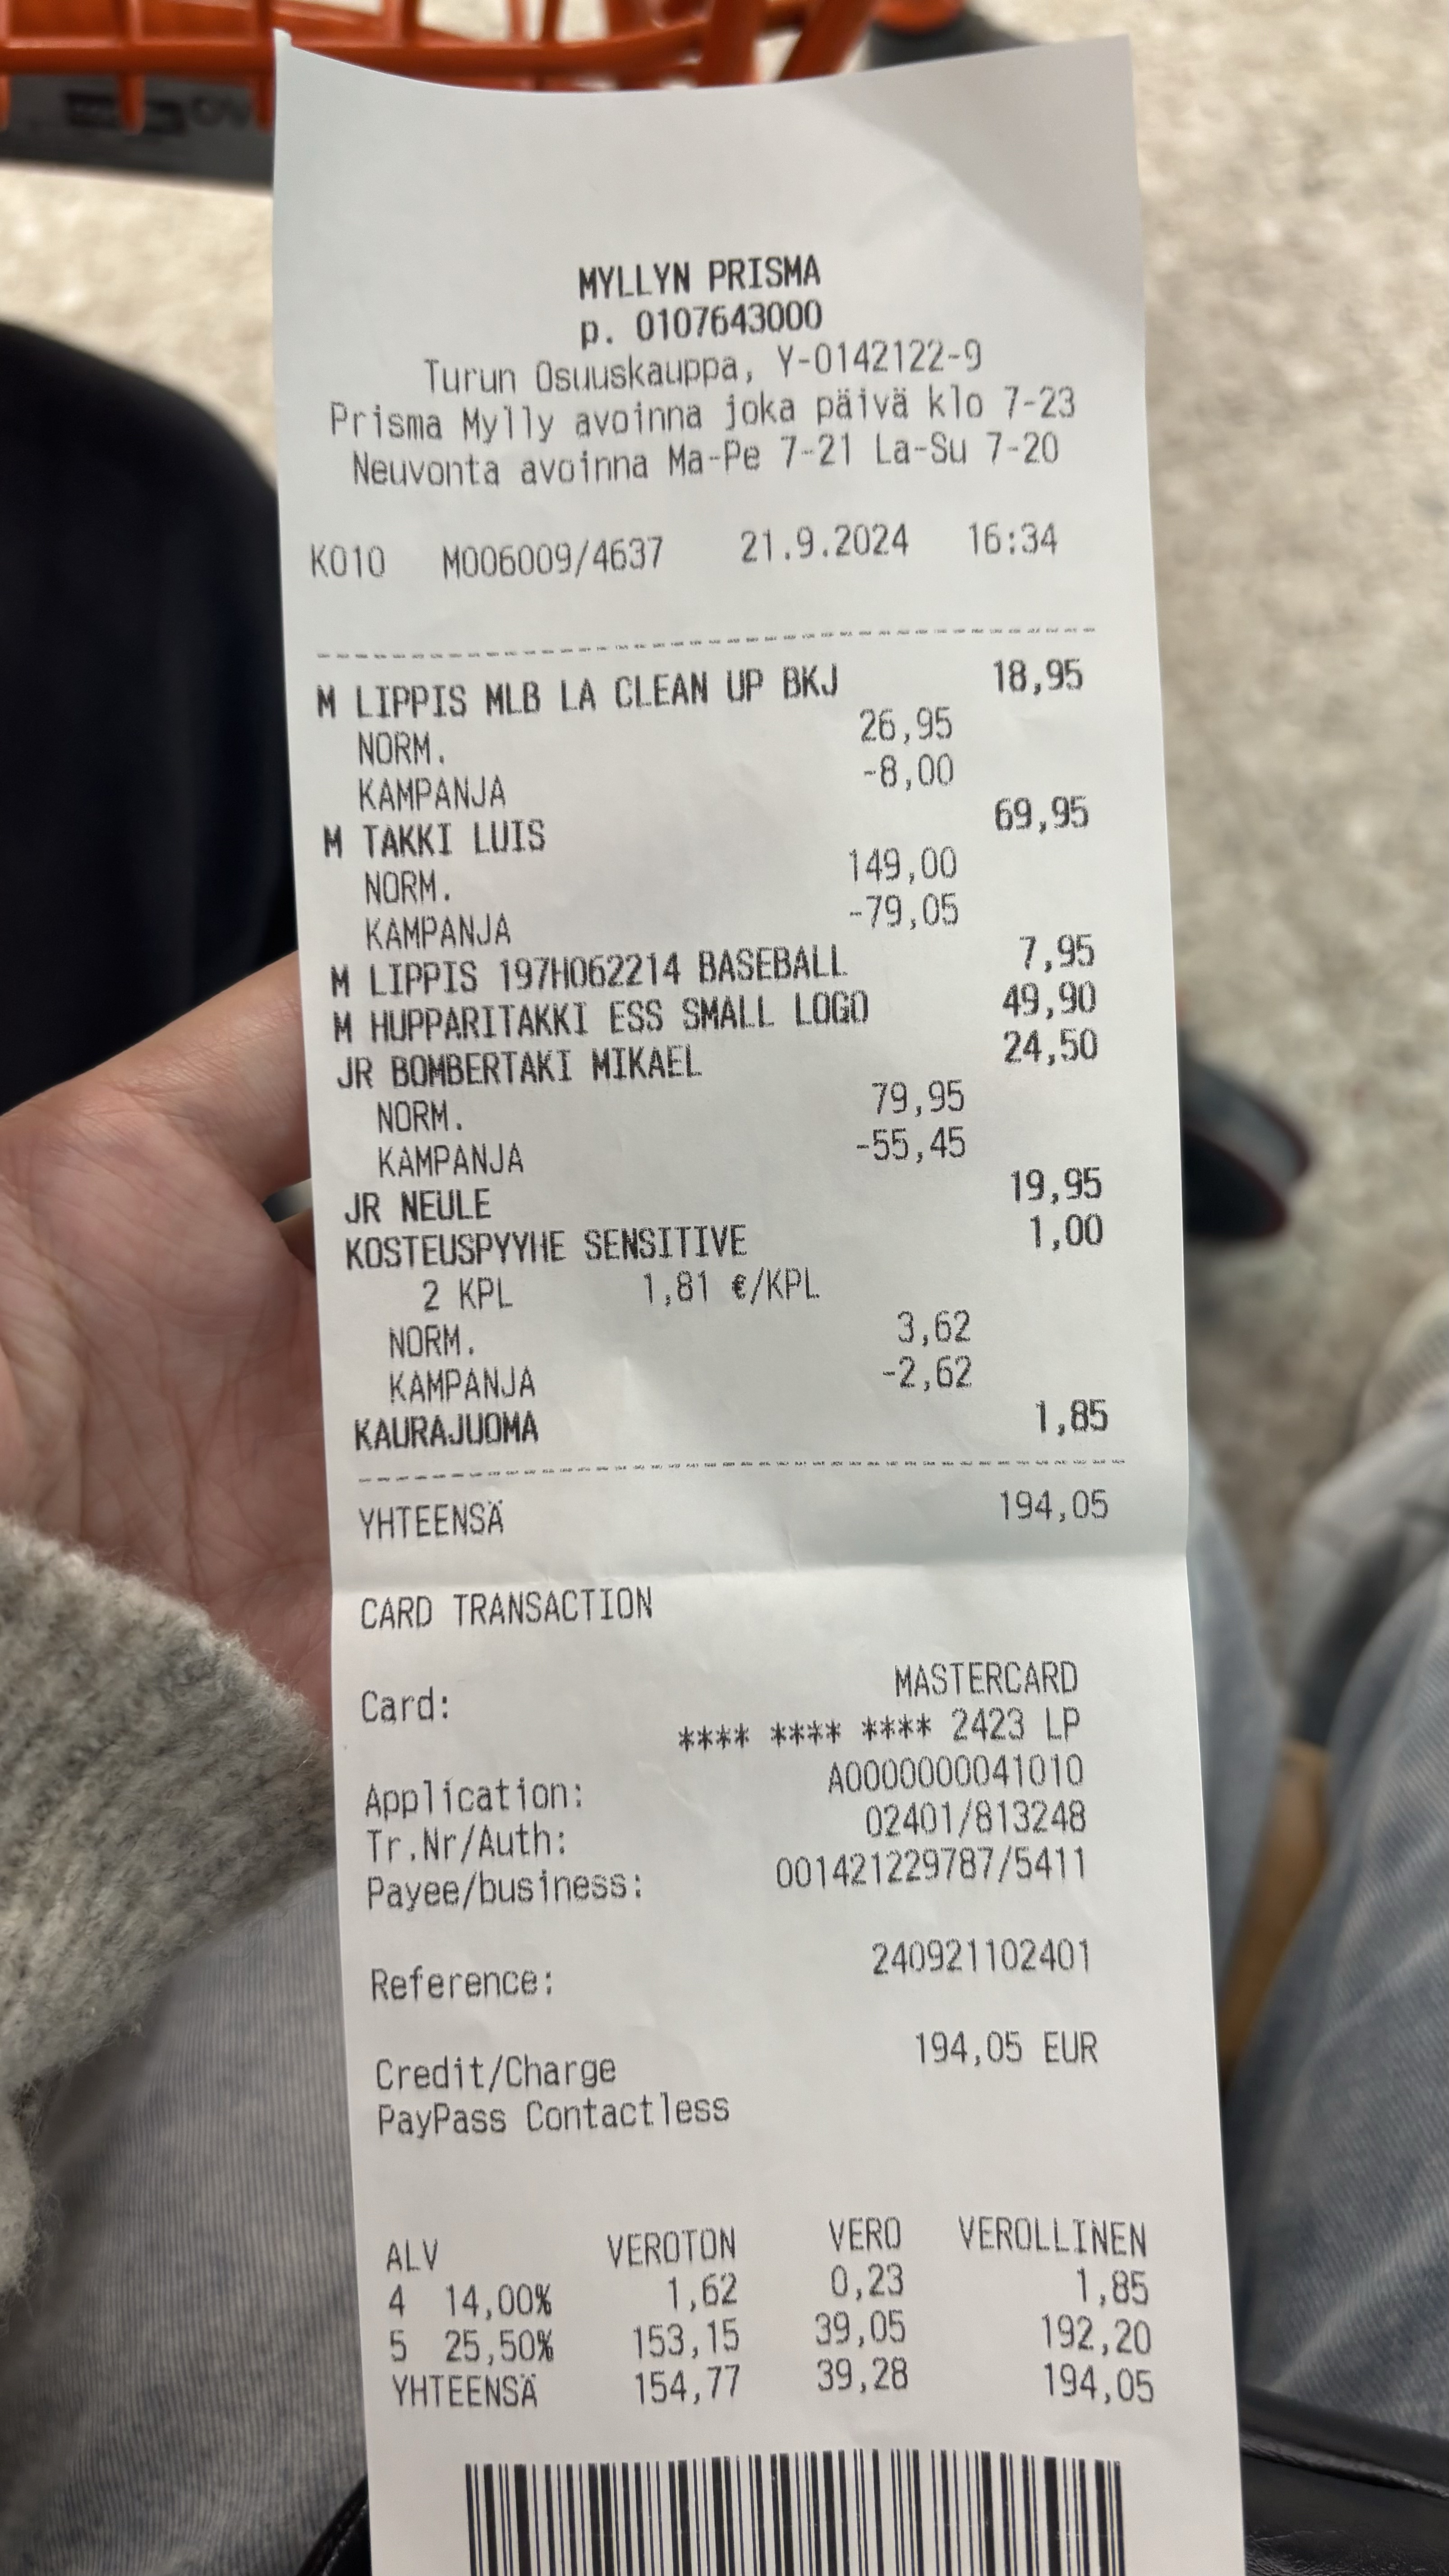 MYLLYN PRISMA
p. 0107643000
Turun Osuuskauppa, Y-0142122-9
Prisma Mylly avoinna joka päivä klo 7-23
Neuvonta avoinna Ma-Pe 7-21 La-Su 7-20
K010 M006009/4637 21.9.2024 16:34
M LIPPIS MLB LA CLEAN UP BKJ 18,95
NORM. 26,95
KAMPANJA -8,00
M TAKKI LUIS 69,95
NORM. 149,00
KAMPANJA -79,05
M LIPPIS 197H062214 BASEBALL 7,95
M HUPPARITAKKI ESS SMALL LOGO 49,90
JR BOMBERTAKI MIKAEL 24,50
NORM. 79,95
KAMPANJA -55,45
JR NEULE 19,95
KOSTEUSPYYHE SENSITIVE 1,00
2 KPL 1,81 €/KPL
NORM. 3,62
KAMPANJA -2,62
KAURAJUOMA 1,85
YHTEENSÄ 194,05
CARD TRANSACTION
Card: MASTERCARD
**** **** **** 2423 LP
Application: A0000000041010
Tr.Nr/Auth: 02401/813248
Payee/business: 001421229787/5411
Reference: 240921102401
Credit/Charge 194,05 EUR
PayPass Contactless
ALV VEROTON VERO VEROLLINEN
4 14,00% 1,62 0,23 1,85
5 25,50% 153,15 39,05 192,20
YHTEENSÄ 154,77 39,28 194,05